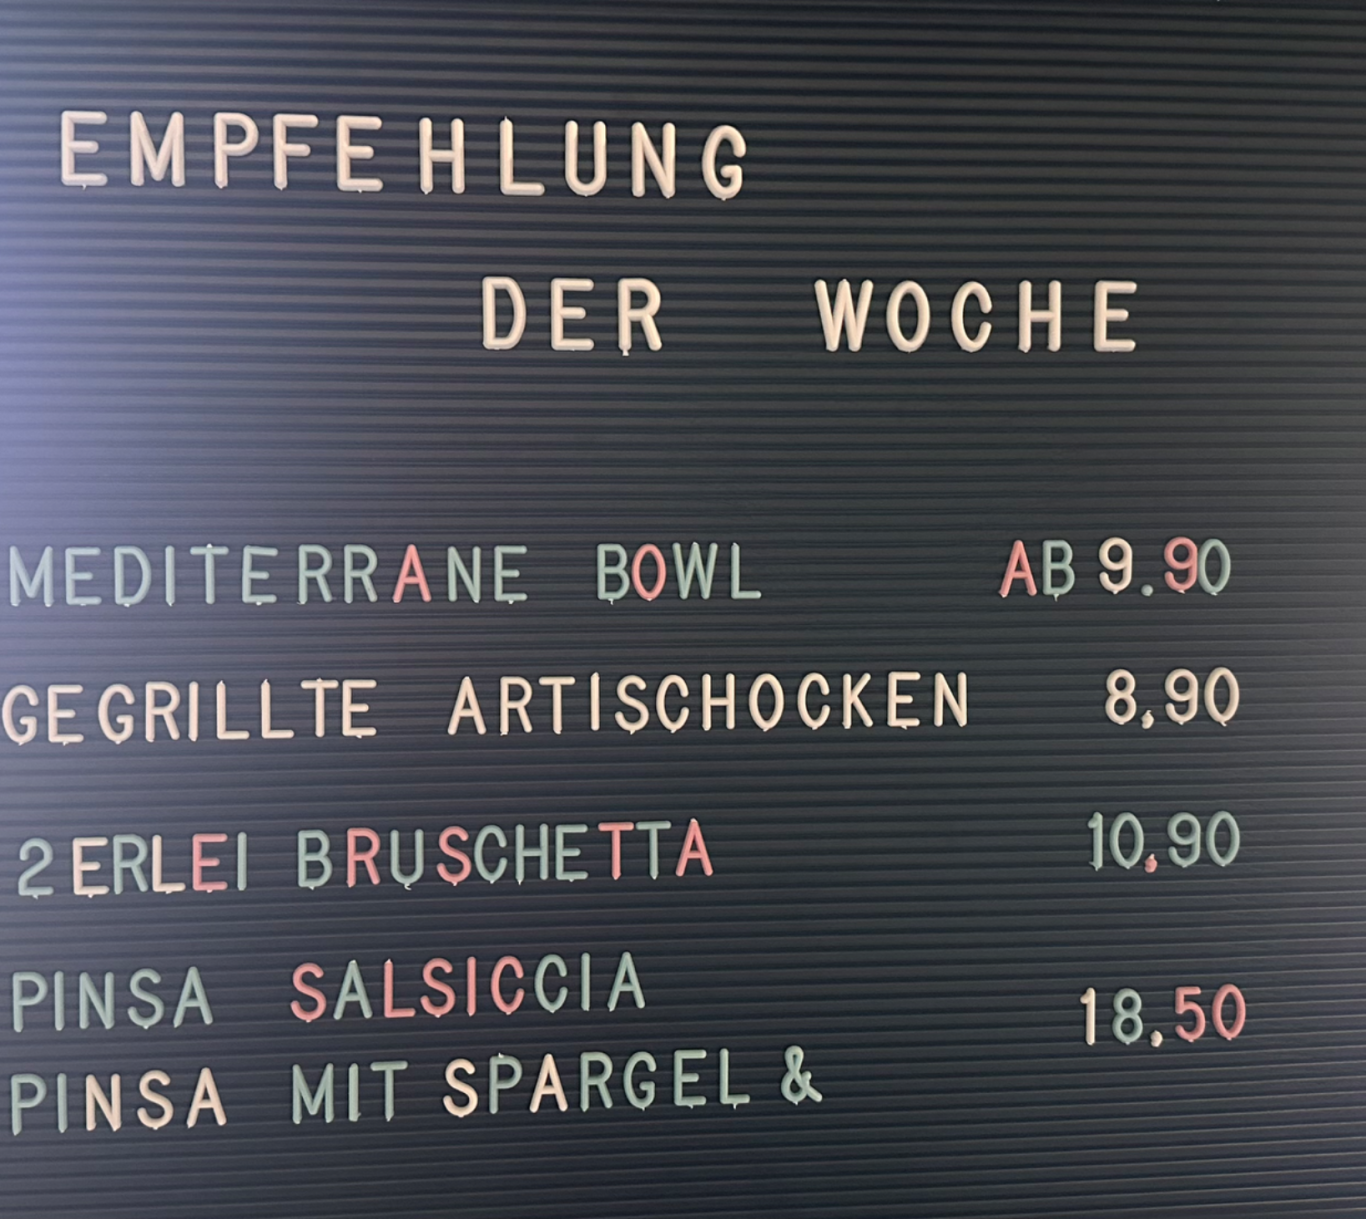 EMPFEHLUNG
DER WOCHE
MEDITERRANE BOWL AB 9.90
GEGRILLTE ARTISCHOCKEN 8,90
2ERLEI BRUSCHETTA 10,90
PINSA SALSICCIA 18,50
PINSA MIT SPARGEL &